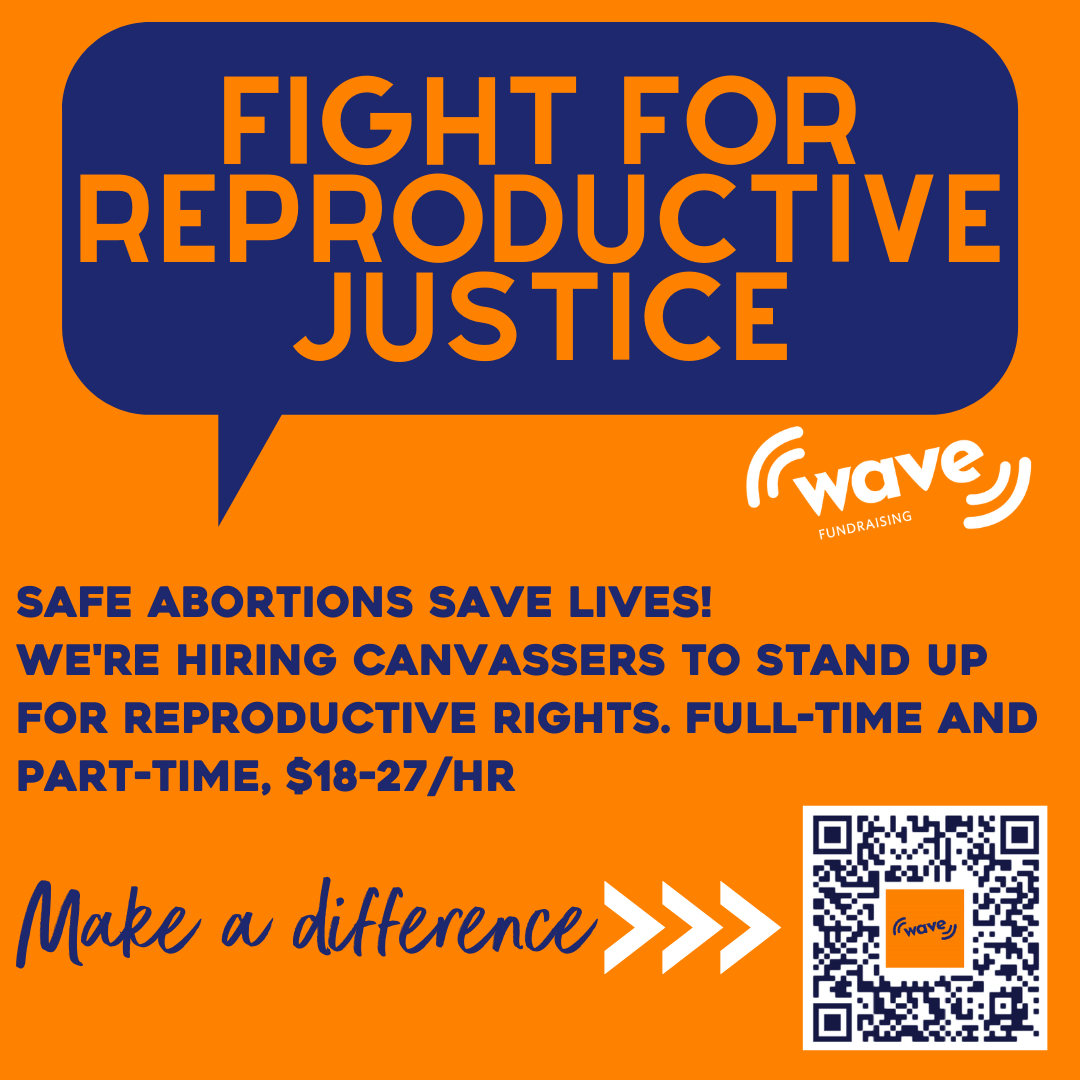 FIGHT FOR
REPRODUCTIVE
JUSTICE
wave
FUNDRAISING
SAFE ABORTIONS SAVE LIVES!
WE'RE HIRING CANVASSERS TO STAND UP
FOR REPRODUCTIVE RIGHTS. FULL-TIME AND
PART-TIME, $18-27/HR
Make a difference
wave